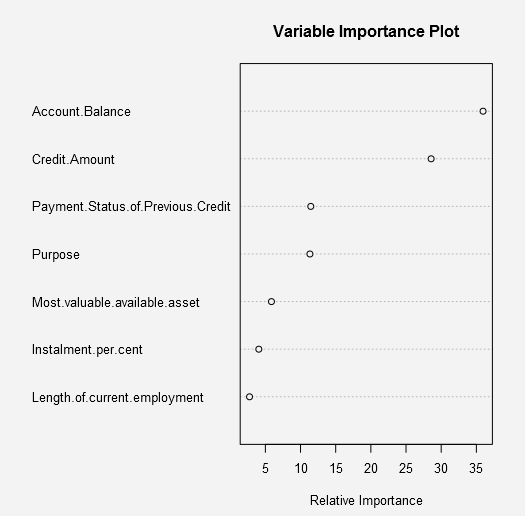 Variable Importance Plot
Account.Balance
Credit.Amount
Payment.Status.of.Previous.Credit
Purpose
Most.valuable.available.asset
Instalment.per.cent
Length.of.current.employment
5 10 15 20 25 30 35
Relative Importance